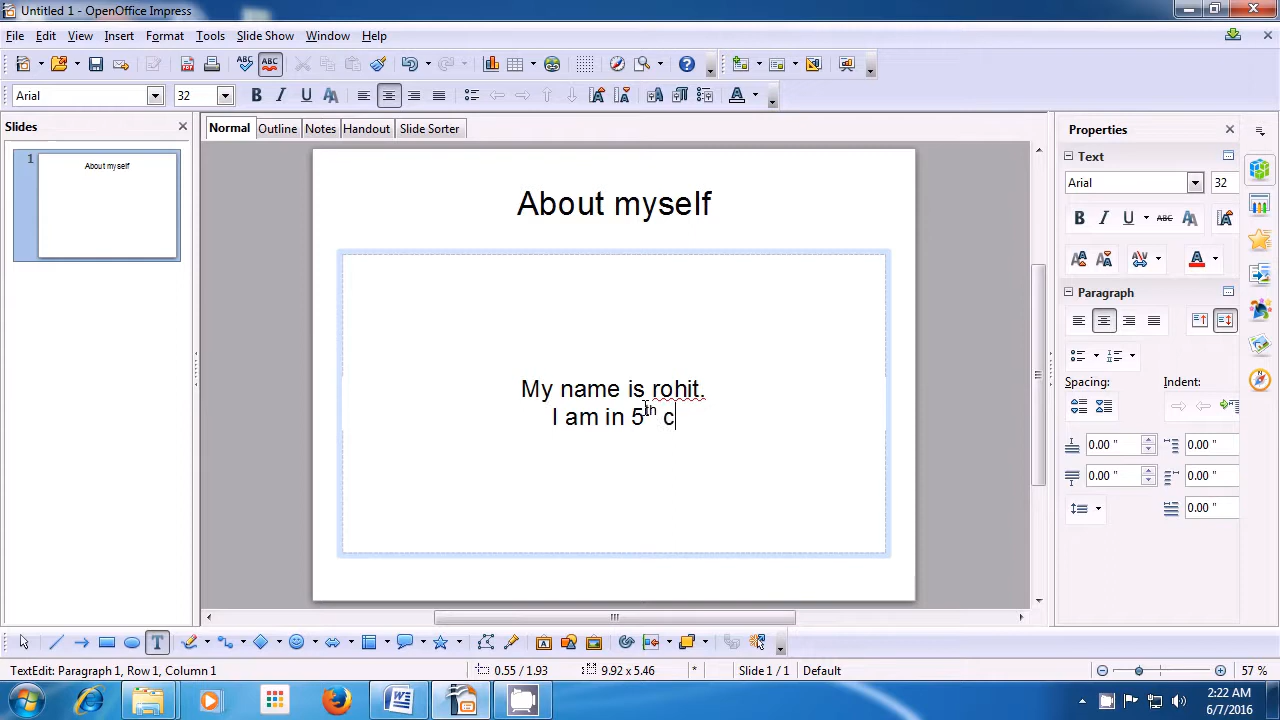 Untitled 1 - OpenOffice Impress
File Edit View Insert Format Tools Slide Show Window Help
Arial 32
Slides
Normal Outline Notes Handout Slide Sorter
1
About myself
About myself
My name is rohit.
I am in 5th c
Properties
Text
Arial 32
Paragraph
Spacing: Indent:
0.00 " 0.00 "
0.00 " 0.00 "
0.00 "
TextEdit: Paragraph 1, Row 1, Column 1 0.55 / 1.93 9.92 x 5.46 * Slide 1 / 1 Default 57 %
2:22 AM
6/7/2016